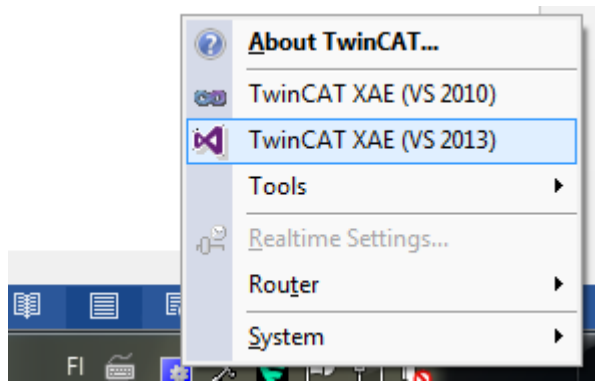 About TwinCAT...
TwinCAT XAE (VS 2010)
TwinCAT XAE (VS 2013)
Tools
Realtime Settings...
Router
System
FI